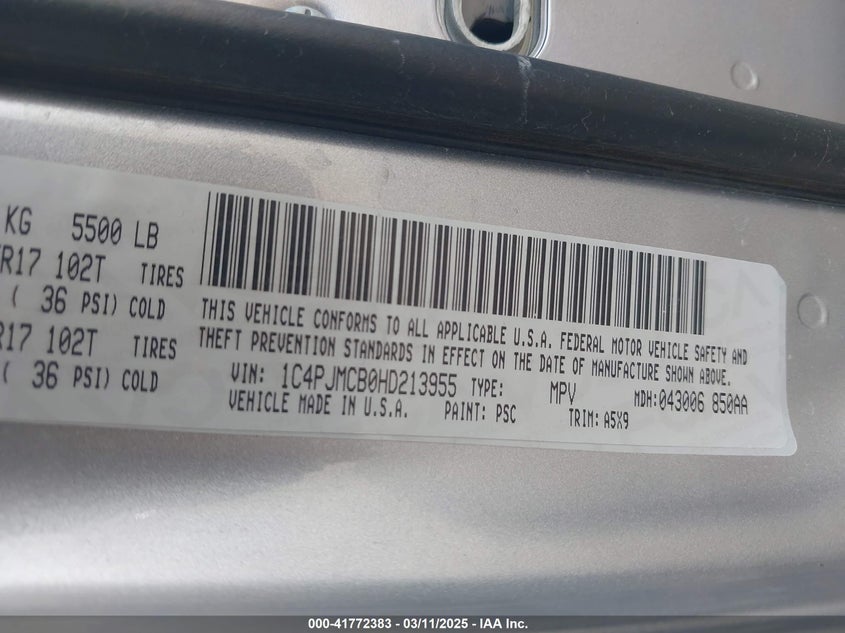 KG 5500 LB
R17 102T TIRES
( 36 PSI) COLD
R17 102T TIRES
( 36 PSI) COLD
THIS VEHICLE CONFORMS TO ALL APPLICABLE U.S.A. FEDERAL MOTOR VEHICLE SAFETY AND
THEFT PREVENTION STANDARDS IN EFFECT ON THE DATE OF MANUFACTURE SHOWN ABOVE.
VIN: 1C4PJMCB0HD213955 TYPE: MPV MDH:043006 850AA
VEHICLE MADE IN U.S.A. PAINT: PSC TRIM: A5X9
000-41772383 - 03/11/2025 - IAA Inc.